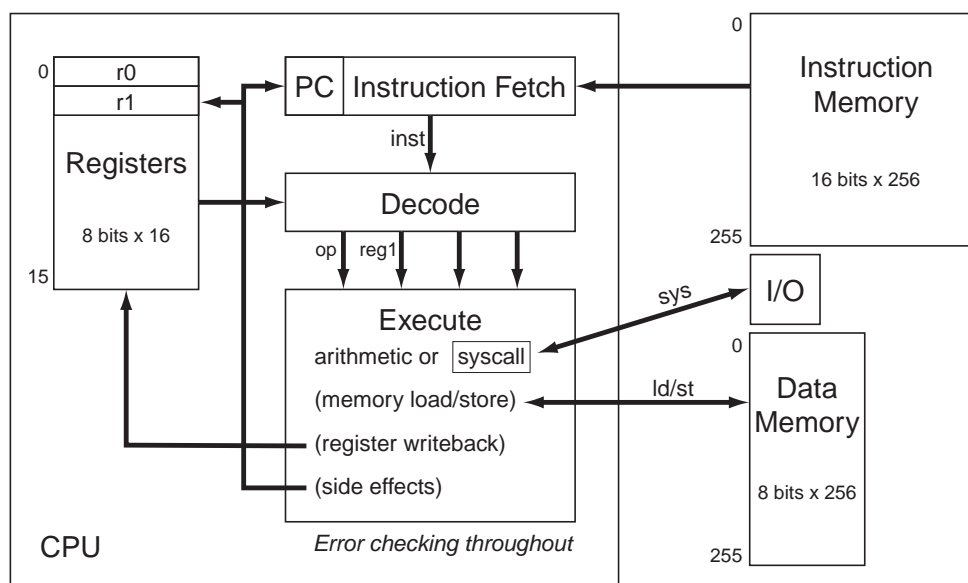 0
r0
r1
Registers
8 bits x 16
15
PC
Instruction Fetch
inst
Decode
op
reg1
Execute
arithmetic or
syscall
(memory load/store)
(register writeback)
(side effects)
Error checking throughout
CPU
0
Instruction
Memory
16 bits x 256
255
I/O
sys
ld/st
0
Data
Memory
8 bits x 256
255